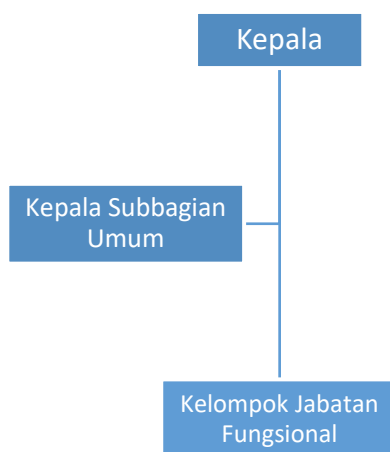 Kepala
Kepala Subbagian
Umum
Kelompok Jabatan
Fungsional